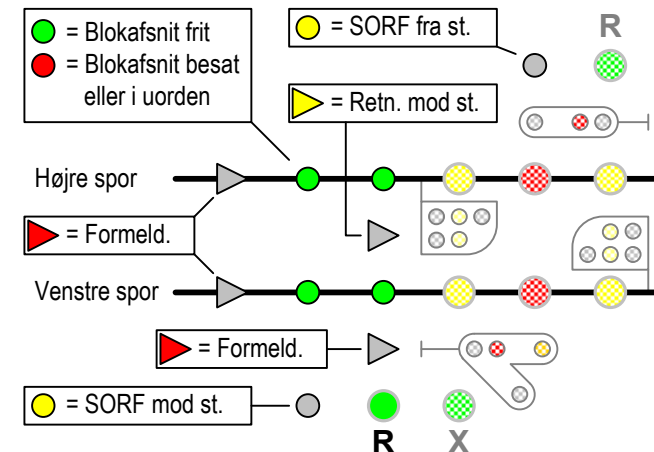 = Blokafsnit frit
= Blokafsnit besat
eller i uorden
= SORF fra st.
R
= Retn. mod st.
Højre spor
= Formeld.
Venstre spor
= Formeld.
= SORF mod st.
R
X